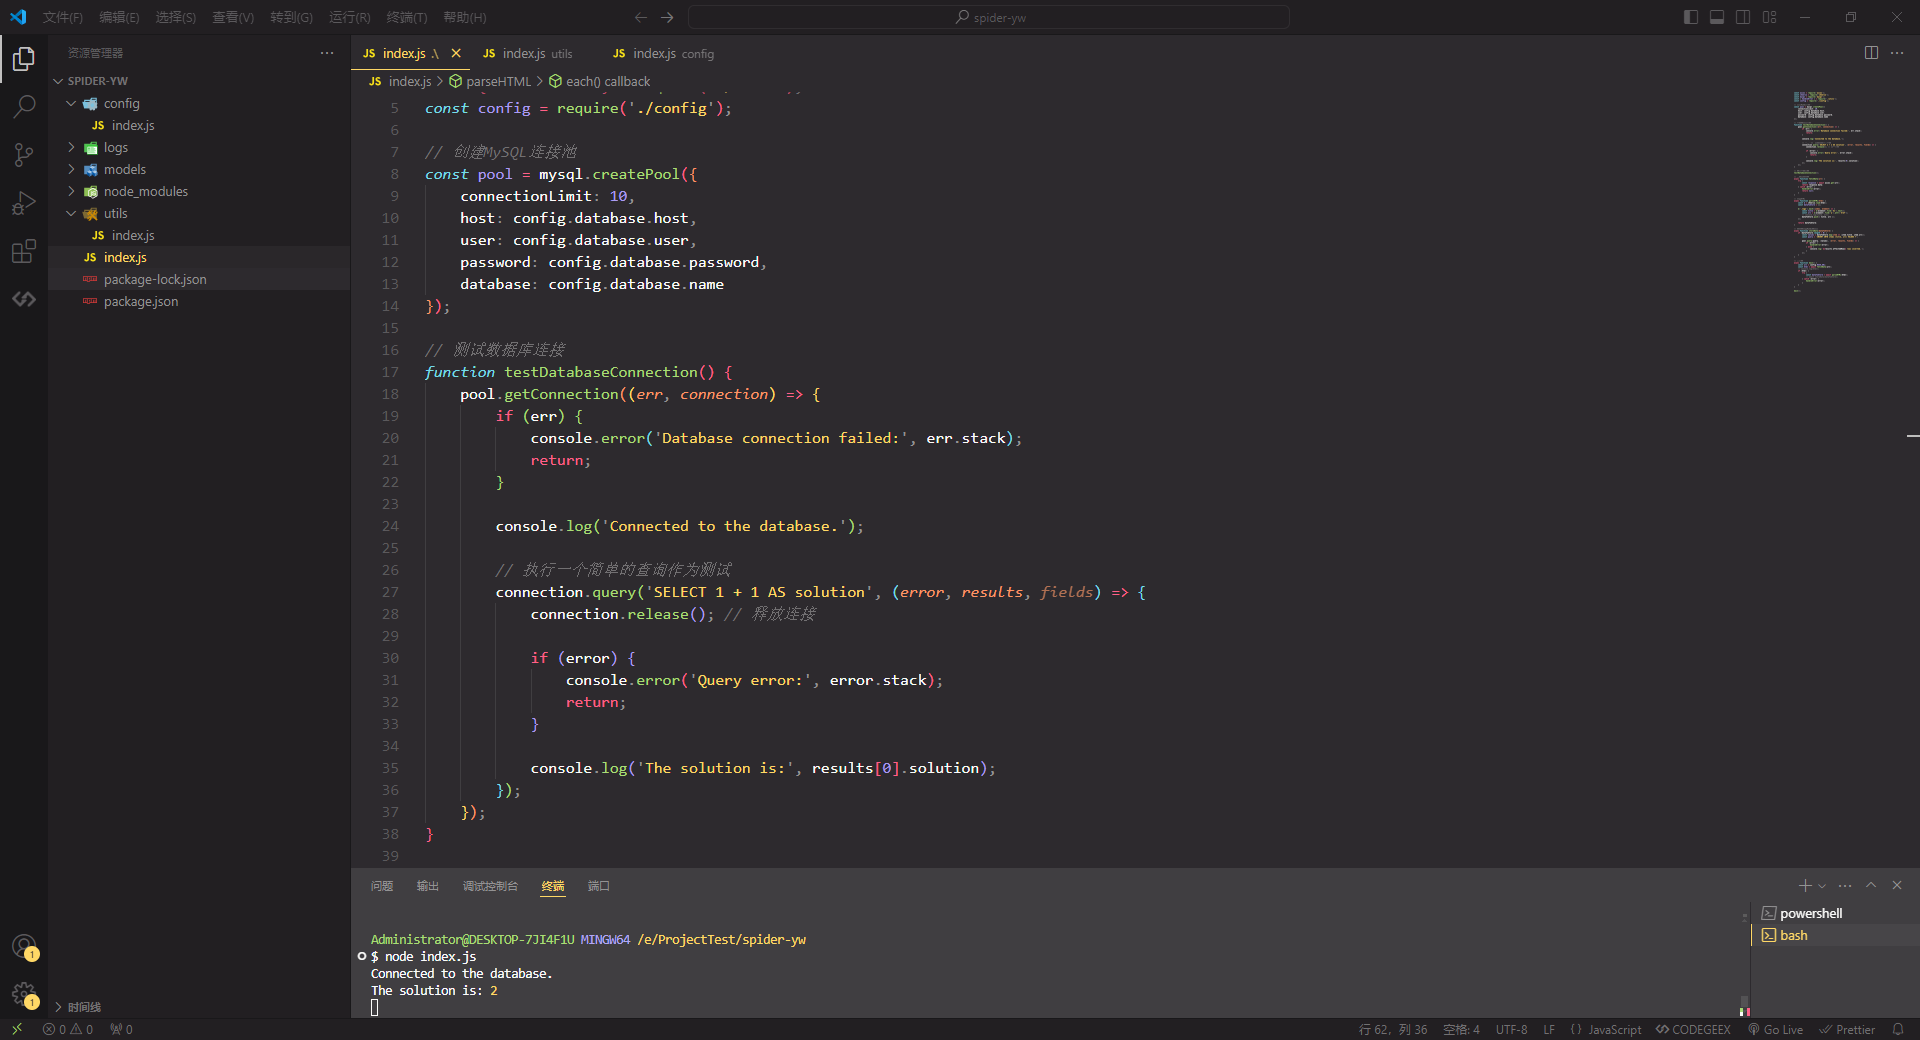 文件(F) 编辑(E) 选择(S) 查看(V) 转到(G) 运行(R) 终端(T) 帮助(H)
spider-yw
资源管理器
SPIDER-YW
config
JS index.js
logs
models
node_modules
utils
JS index.js
JS index.js
package-lock.json
package.json
时间线
JS index.js .\
JS index.js utils
JS index.js config
JS index.js > parseHTML > each() callback
5 const config = require('./config');
6
7 // 创建MySQL连接池
8 const pool = mysql.createPool({
9 connectionLimit: 10,
10 host: config.database.host,
11 user: config.database.user,
12 password: config.database.password,
13 database: config.database.name
14 });
15
16 // 测试数据库连接
17 function testDatabaseConnection() {
18 pool.getConnection((err, connection) => {
19 if (err) {
20 console.error('Database connection failed:', err.stack);
21 return;
22 }
23
24 console.log('Connected to the database.');
25
26 // 执行一个简单的查询作为测试
27 connection.query('SELECT 1 + 1 AS solution', (error, results, fields) => {
28 connection.release(); // 释放连接
29
30 if (error) {
31 console.error('Query error:', error.stack);
32 return;
33 }
34
35 console.log('The solution is:', results[0].solution);
36 });
37 });
38 }
39
问题 输出 调试控制台 终端 端口
Administrator@DESKTOP-7JI4F1U MINGW64 /e/ProjectTest/spider-yw
$ node index.js
Connected to the database.
The solution is: 2
powershell
bash
1
1
0 0 0
行 62, 列 36 空格: 4 UTF-8 LF {} JavaScript CODEGEEX Go Live Prettier